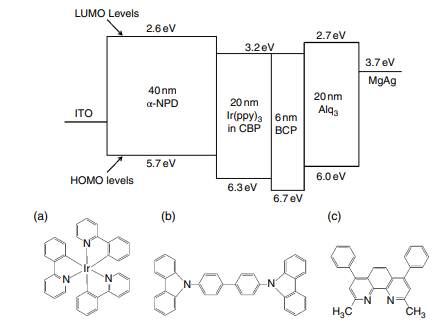 LUMO Levels
2.6 eV
3.2 eV
2.7 eV
3.7 eV
MgAg
ITO
40 nm
α-NPD
20 nm
Ir(ppy)3
in CBP
6 nm
BCP
20 nm
Alq3
5.7 eV
HOMO levels
6.3 eV
6.7 eV
6.0 eV
(a)
(b)
(c)
N
Ir
N
N
N
N
N
N
H3C
CH3